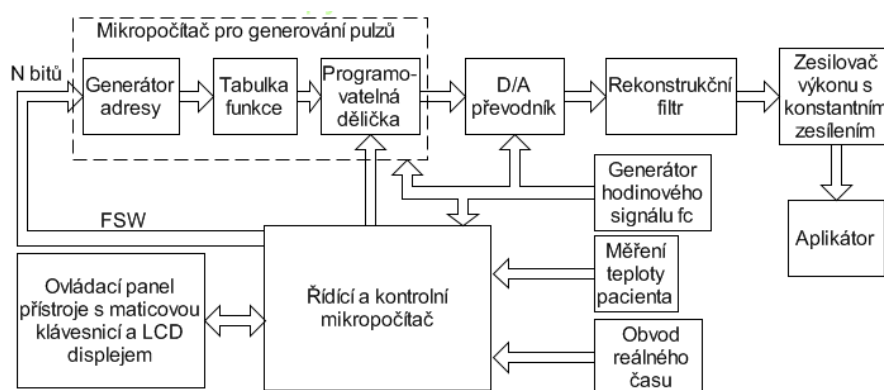 Mikropočítač pro generování pulzů
N bitů
Generátor
adresy
Tabulka
funkce
Programo-
vatelná
dělička
D/A
převodník
Rekonstrukční
filtr
Zesilovač
výkonu s
konstantním
zesílením
Generátor
hodinového
signálu fc
FSW
Aplikátor
Ovládací panel
přístroje s maticovou
klávesnicí a LCD
displejem
Řídící a kontrolní
mikropočítač
Měření
teploty
pacienta
Obvod
reálného
času